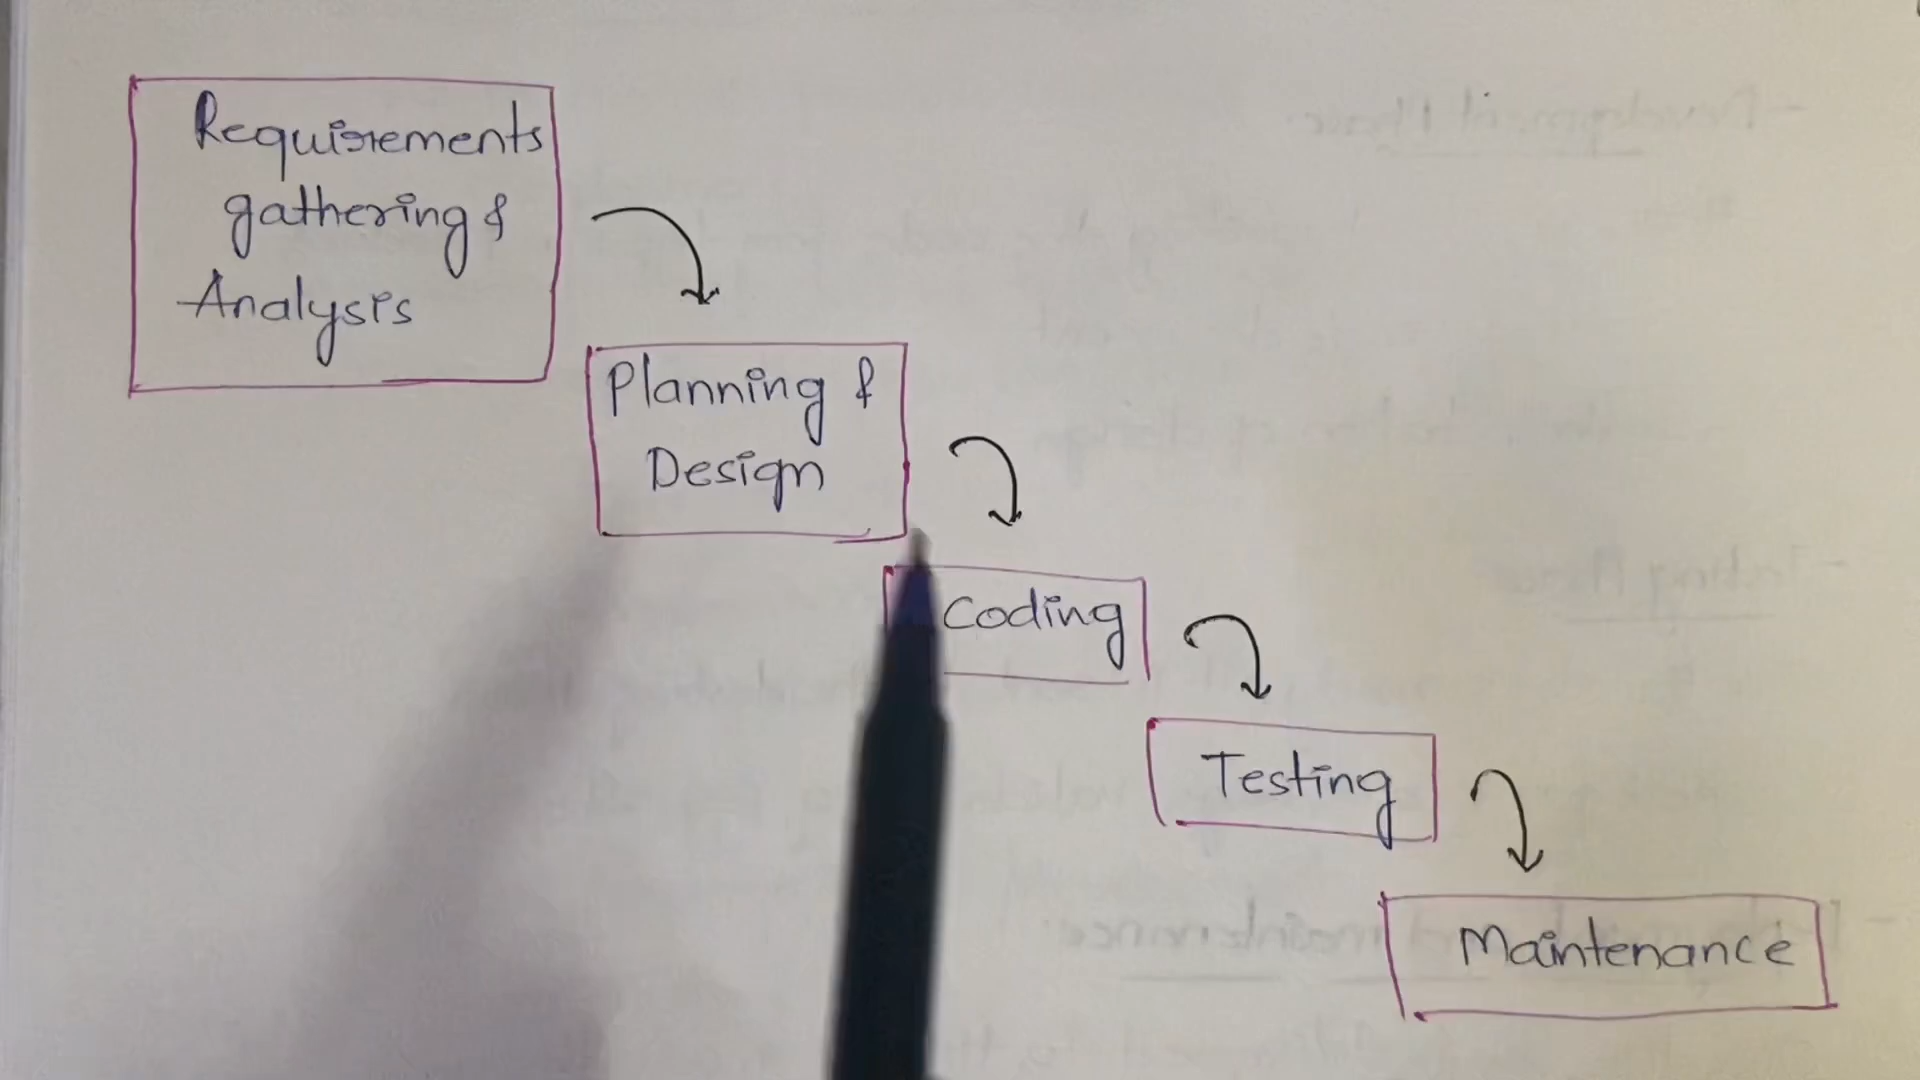 Requirements
gathering &
Analysis
Planning &
Design
Coding
Testing
Maintenance